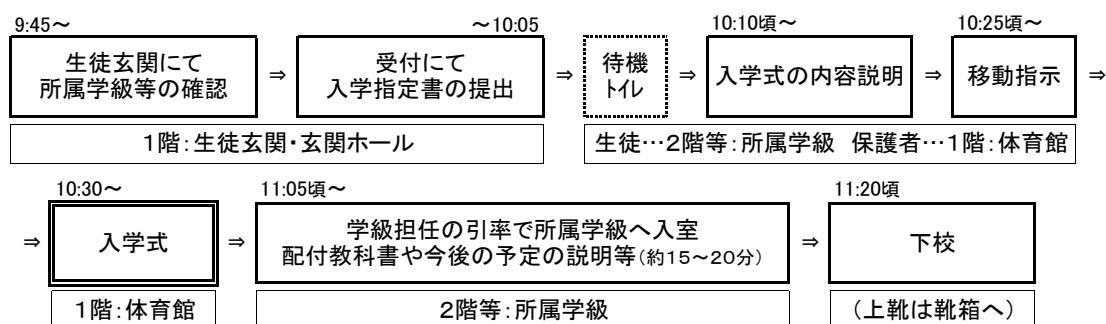 9:45～
～10:05
10:10頃～
10:25頃～
生徒玄関にて
所属学級等の確認
⇒
受付にて
入学指定書の提出
⇒
待機
トイレ
⇒
入学式の内容説明
⇒
移動指示
⇒
1階：生徒玄関・玄関ホール
生徒…2階等：所属学級　保護者…1階：体育館
10:30～
11:05頃～
11:20頃
⇒
入学式
⇒
学級担任の引率で所属学級へ入室
配付教科書や今後の予定の説明等（約15～20分）
⇒
下校
1階：体育館
2階等：所属学級
（上靴は靴箱へ）